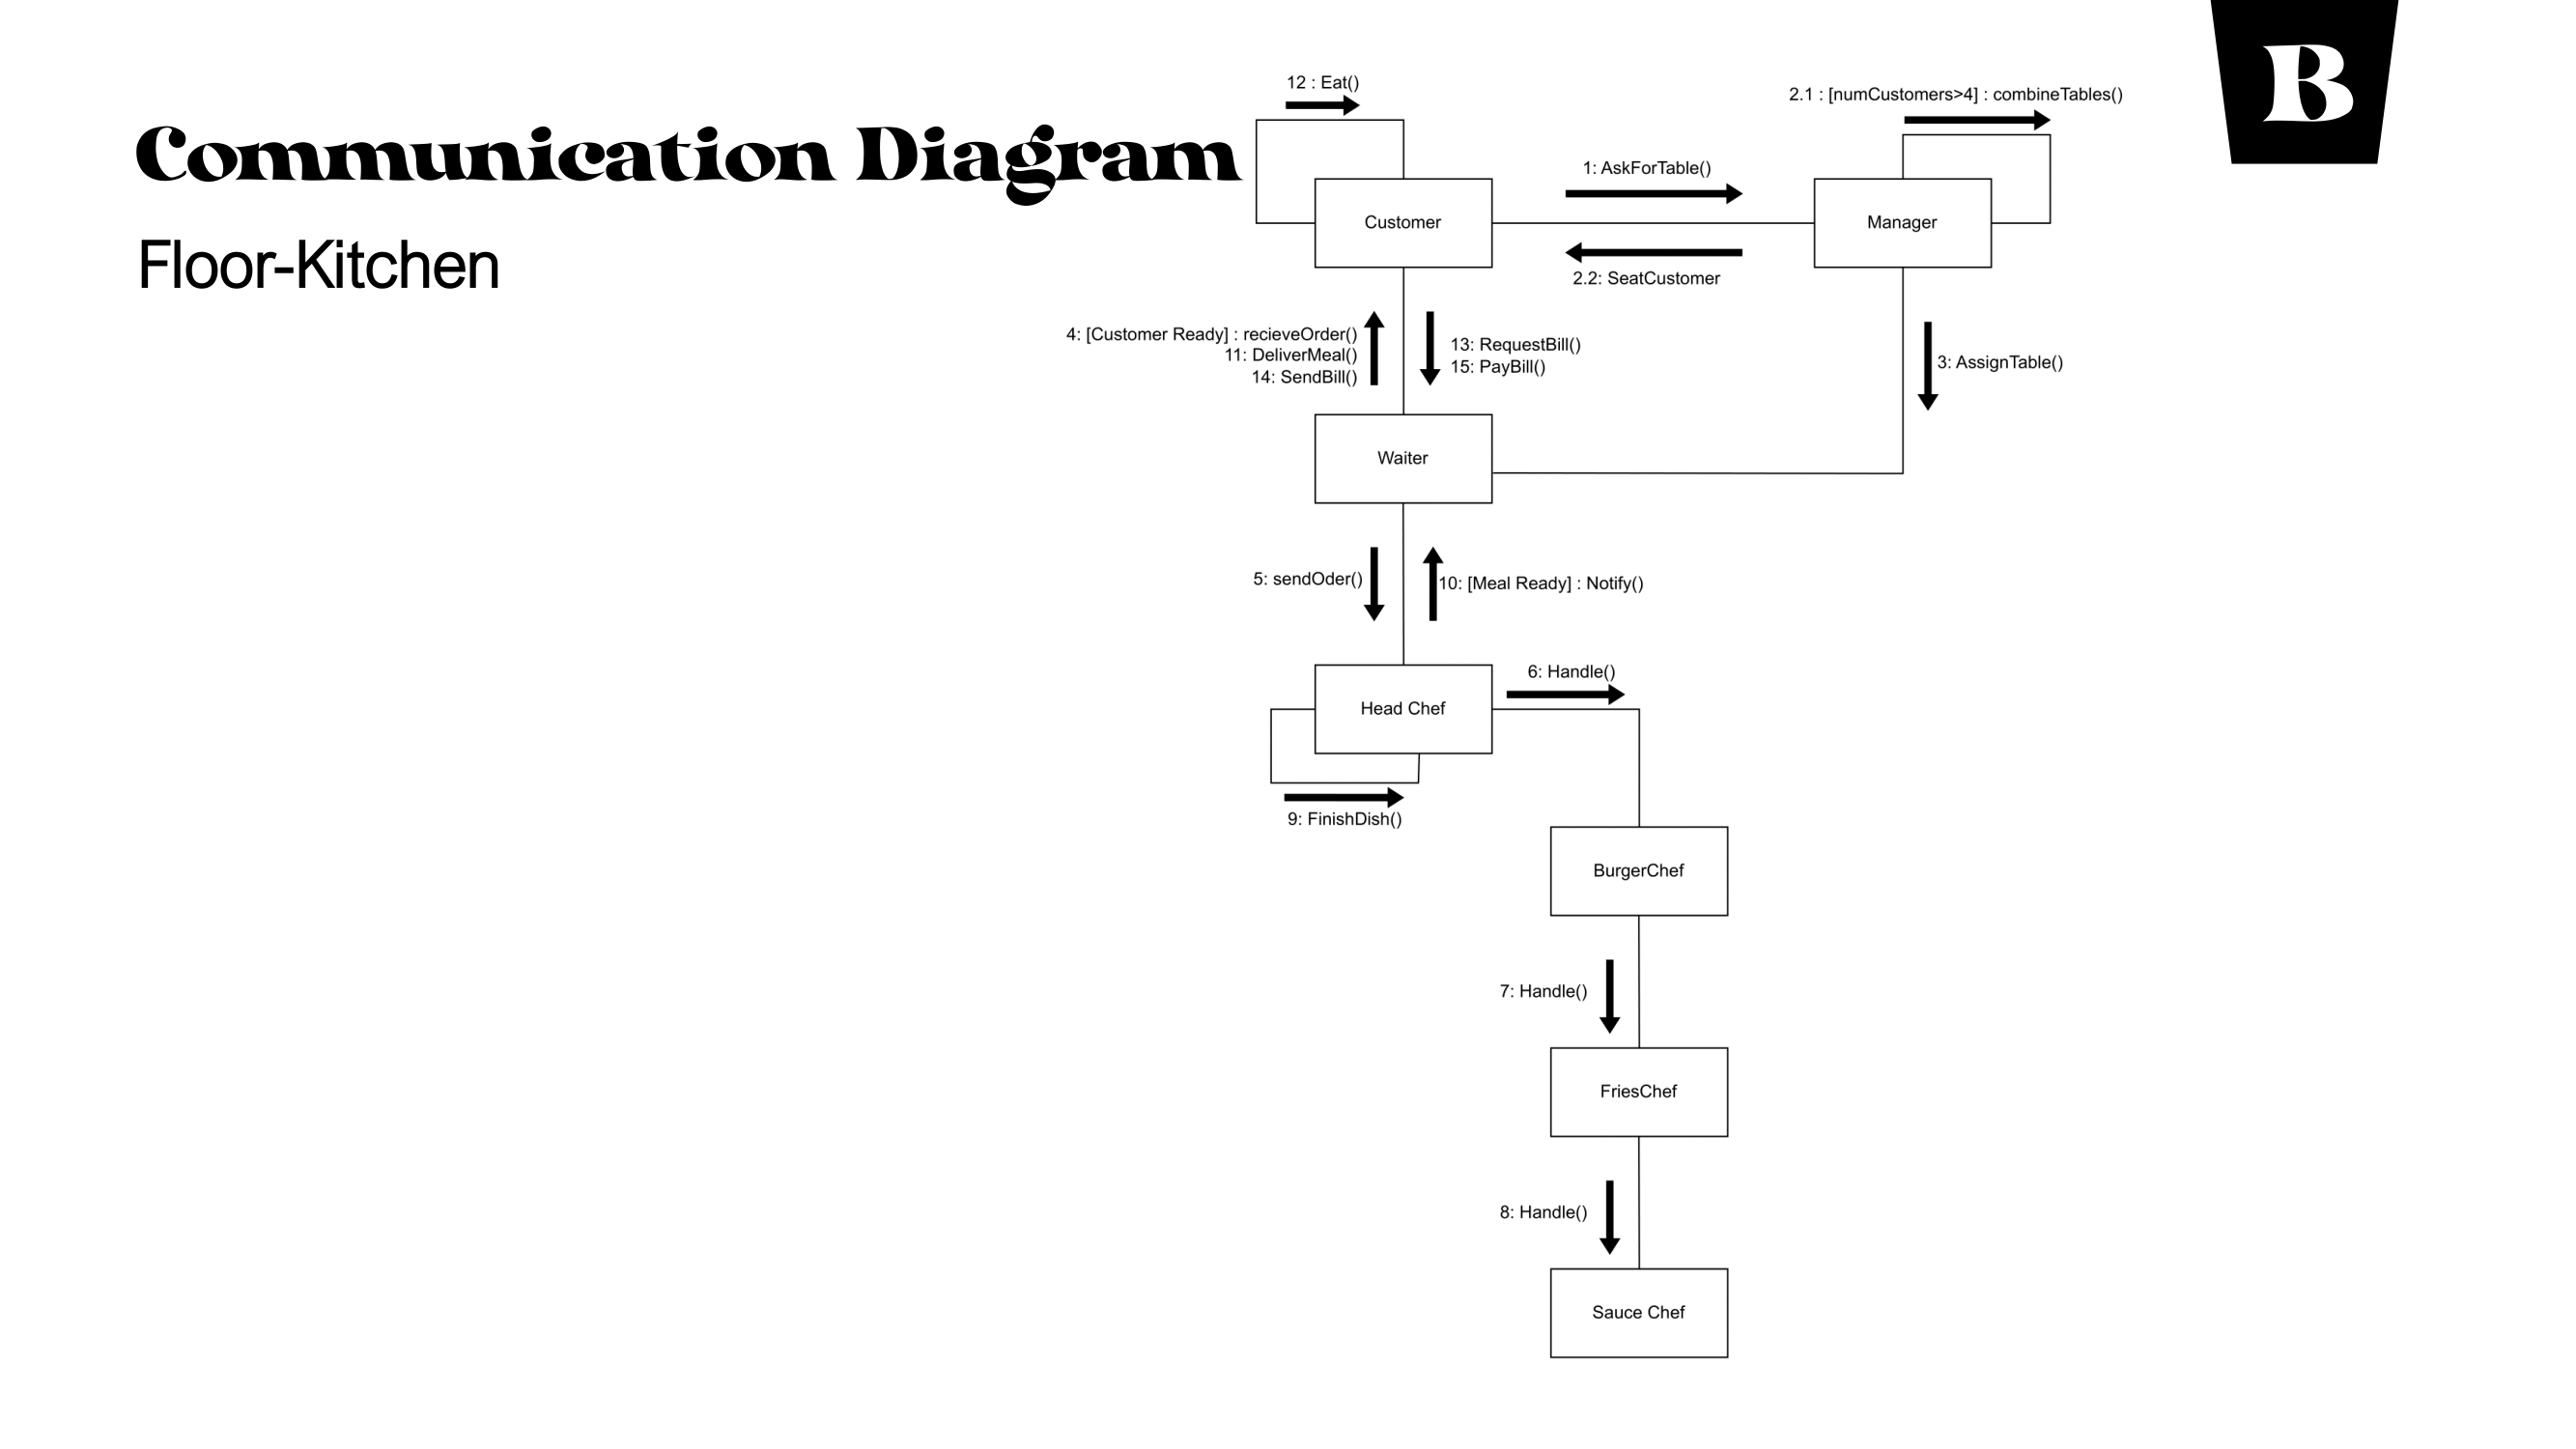 Communication Diagram
B
Floor-Kitchen
12 : Eat()
2.1 : [numCustomers>4] : combineTables()
1: AskForTable()
Customer
Manager
2.2: SeatCustomer
4: [Customer Ready] : recieveOrder()
11: DeliverMeal()
14: SendBill()
13: RequestBill()
15: PayBill()
3: AssignTable()
Waiter
5: sendOder()
10: [Meal Ready] : Notify()
6: Handle()
Head Chef
9: FinishDish()
BurgerChef
7: Handle()
FriesChef
8: Handle()
Sauce Chef